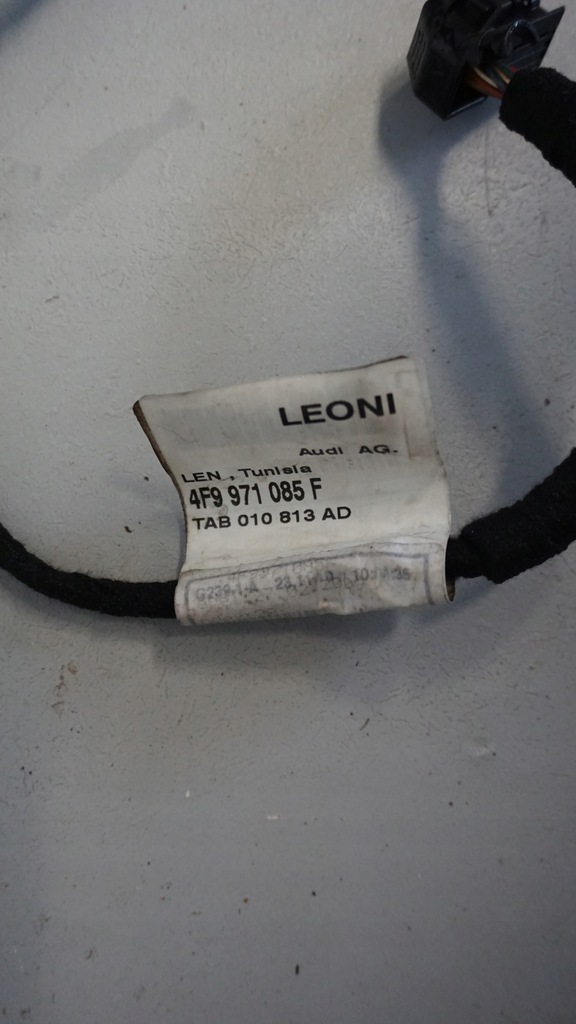 LEONI
Audi AG.
LEN , Tunisia
4F9 971 085 F
TAB 010 813 AD